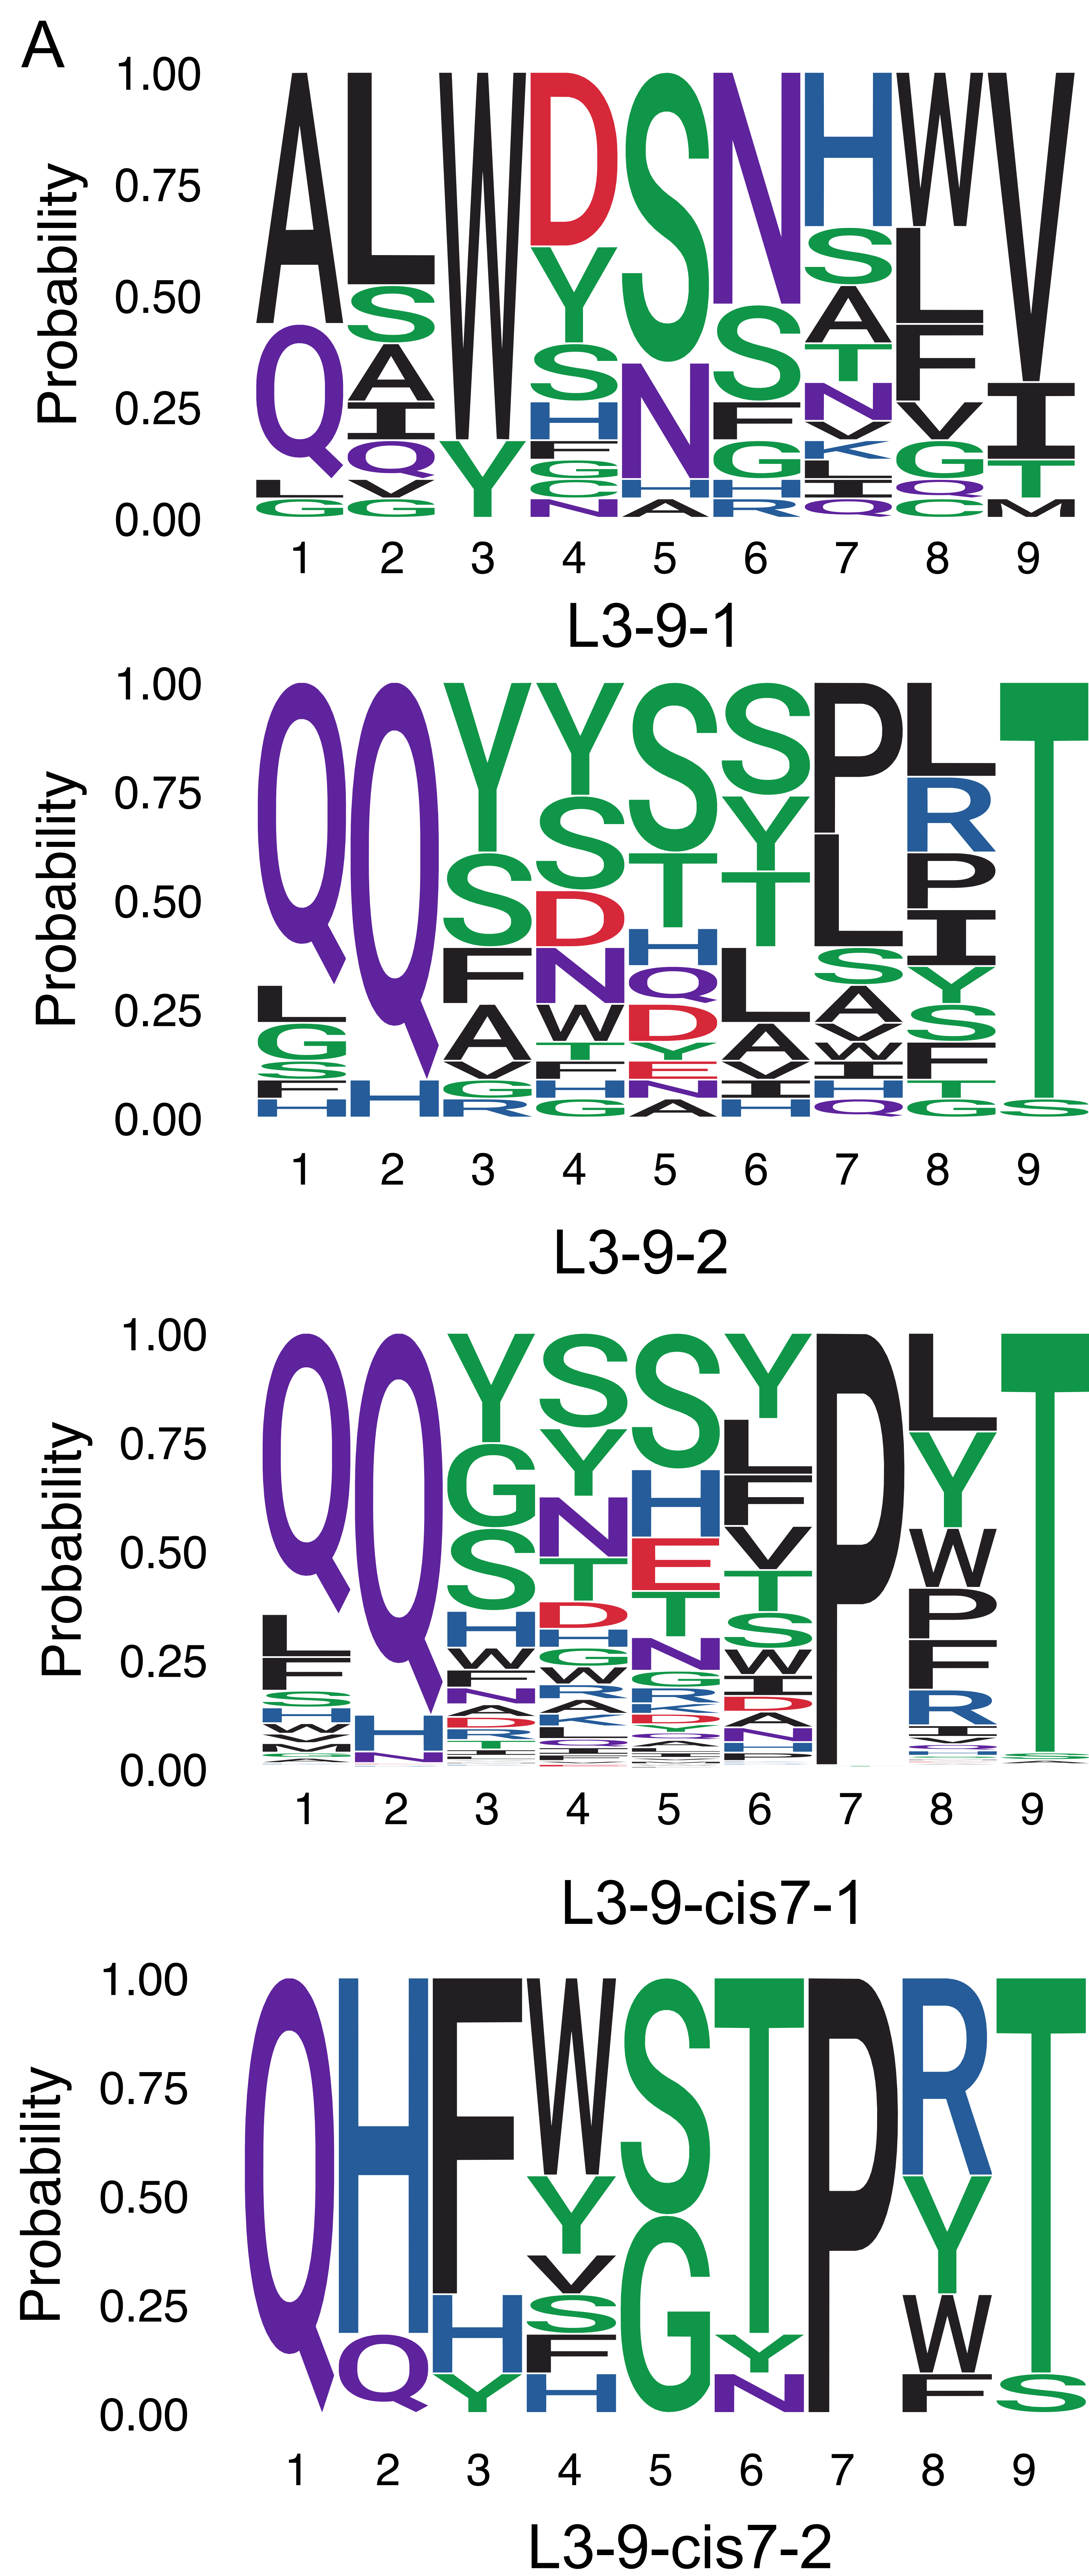 A
Probability
1.00
0.75
0.50
0.25
0.00
A L W D S N H W V
Q S Y Y N S S L I
L A S H F A F T
G I H A G T V M
Q F H N G
V G R V Q
G C K C
N L
I
Q
1 2 3 4 5 6 7 8 9
L3-9-1
Probability
1.00
0.75
0.50
0.25
0.00
Q Q Y Y S S P L T
L H S S T Y L R S
G F D H T S P
S A N Q L A I
F V W D A V Y
H G T Y V W S
R F E I I F
H N H H T
G A Q G
1 2 3 4 5 6 7 8 9
L3-9-2
Probability
1.00
0.75
0.50
0.25
0.00
Q Q Y S S Y P L T
L H G Y H L Y
F N S N E F W
S H T T V P
H W D N T F
F H G S R
N G R W
A W K I
D R D D
R A A
T K N
H
1 2 3 4 5 6 7 8 9
L3-9-cis7-1
Probability
1.00
0.75
0.50
0.25
0.00
Q H F W S T P R T
Q H Y G Y Y S
Y V N W
S F
F
H
1 2 3 4 5 6 7 8 9
L3-9-cis7-2